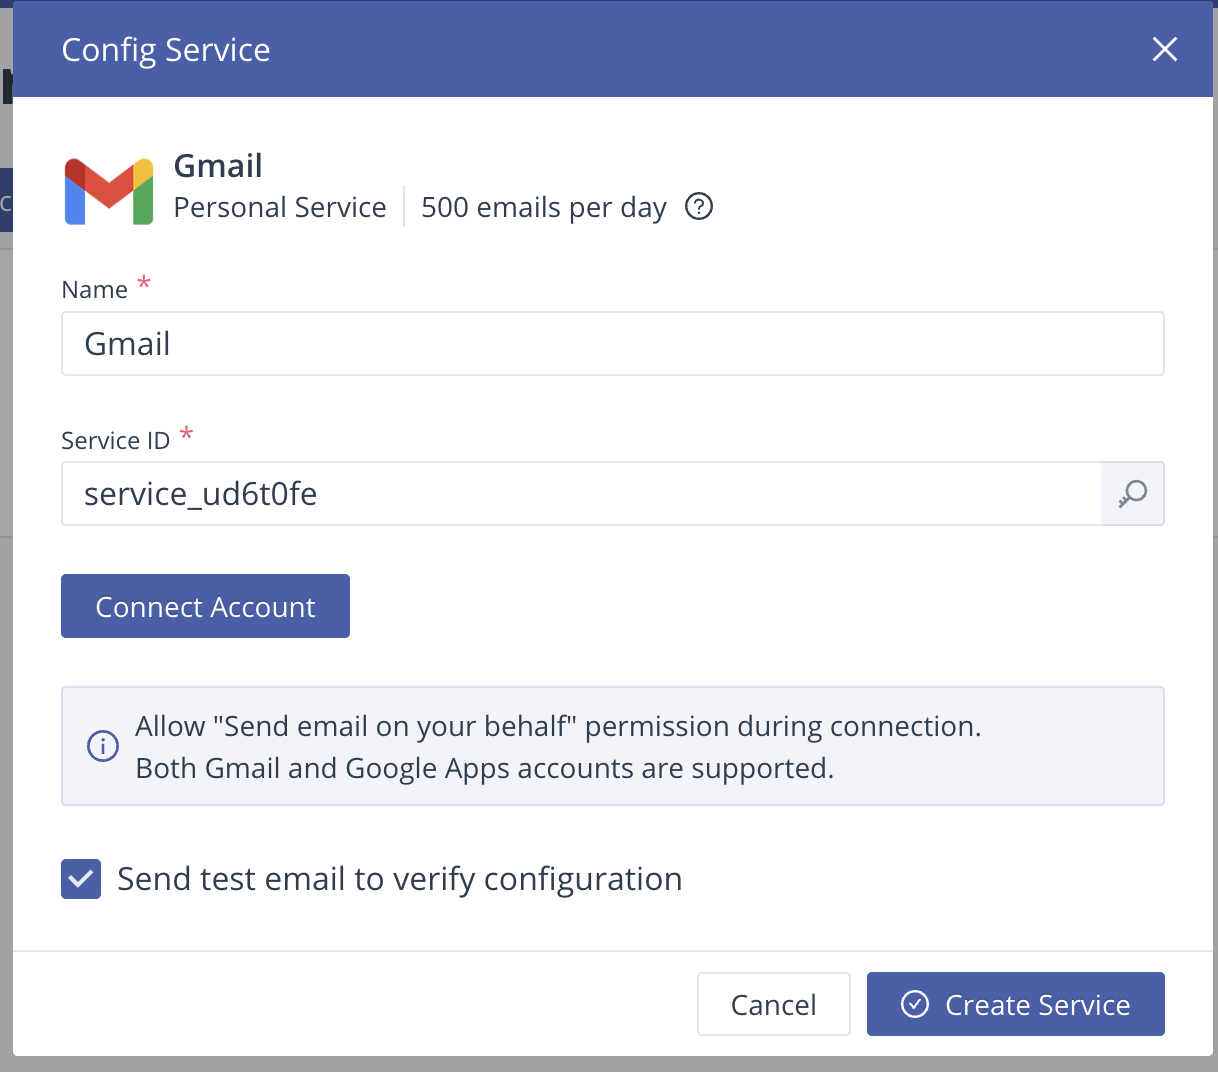 Config Service
Gmail
Personal Service 500 emails per day
Name *
Gmail
Service ID *
service_ud6t0fe
Connect Account
Allow "Send email on your behalf" permission during connection.
Both Gmail and Google Apps accounts are supported.
Send test email to verify configuration
Cancel Create Service